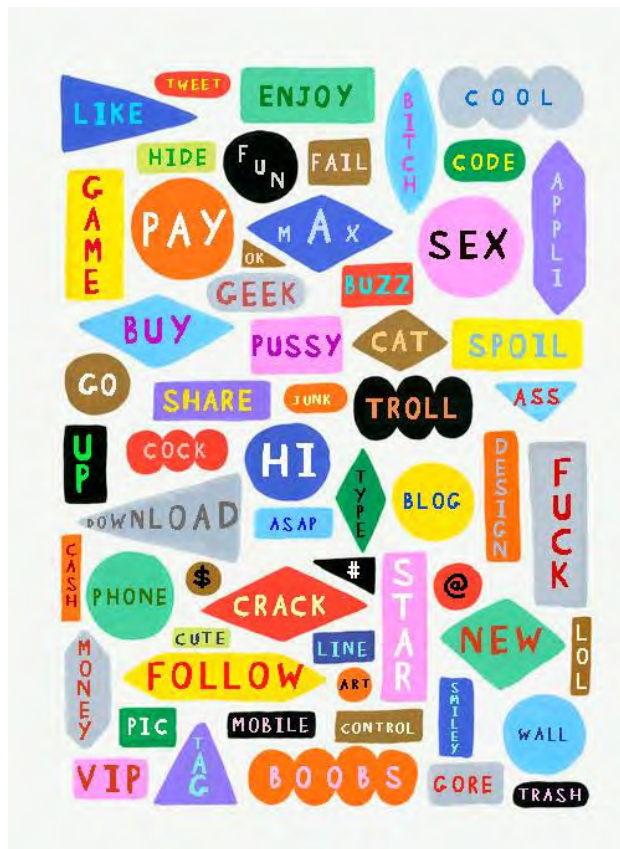 LIKE
TWEET
ENJOY
BITCH
COOL
HIDE
FUN
FAIL
CODE
APPLI
GAME
PAY
MAX
SEX
OK
GEEK
BUZZ
BUY
PUSSY
CAT
SPOIL
GO
SHARE
JUNK
TROLL
ASS
UP
COCK
HI
TYPE
BLOG
DESIGN
FUCK
DOWNLOAD
ASAP
CASH
PHONE
$
#
STAR
@
CRACK
NEW
LOL
MONEY
CUTE
LINE
FOLLOW
ART
SMILEY
PIC
MOBILE
CONTROL
WALL
TAG
VIP
BOOBS
GORE
TRASH